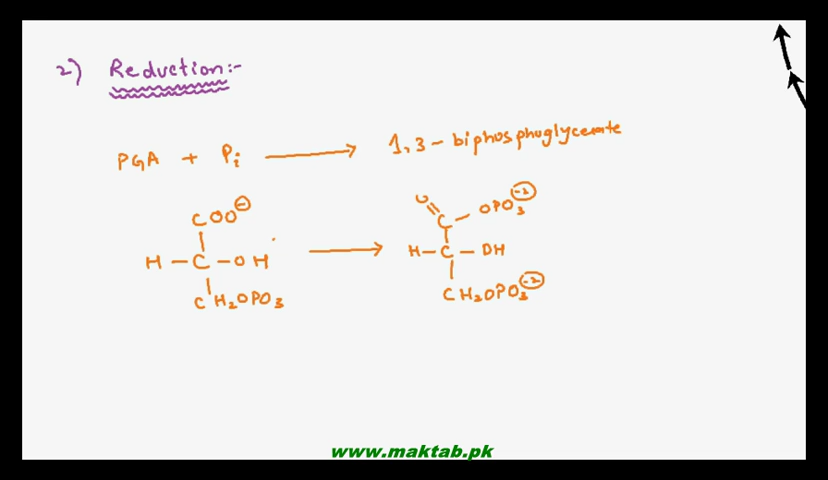 2) Reduction:-
PGA + Pi → 1,3-biphosphoglycerate
COO⊖
H - C - OH
CH₂OPO₃
→
O
C - OPO₃ -2
H - C - OH
CH₂OPO₃ -2
www.maktab.pk